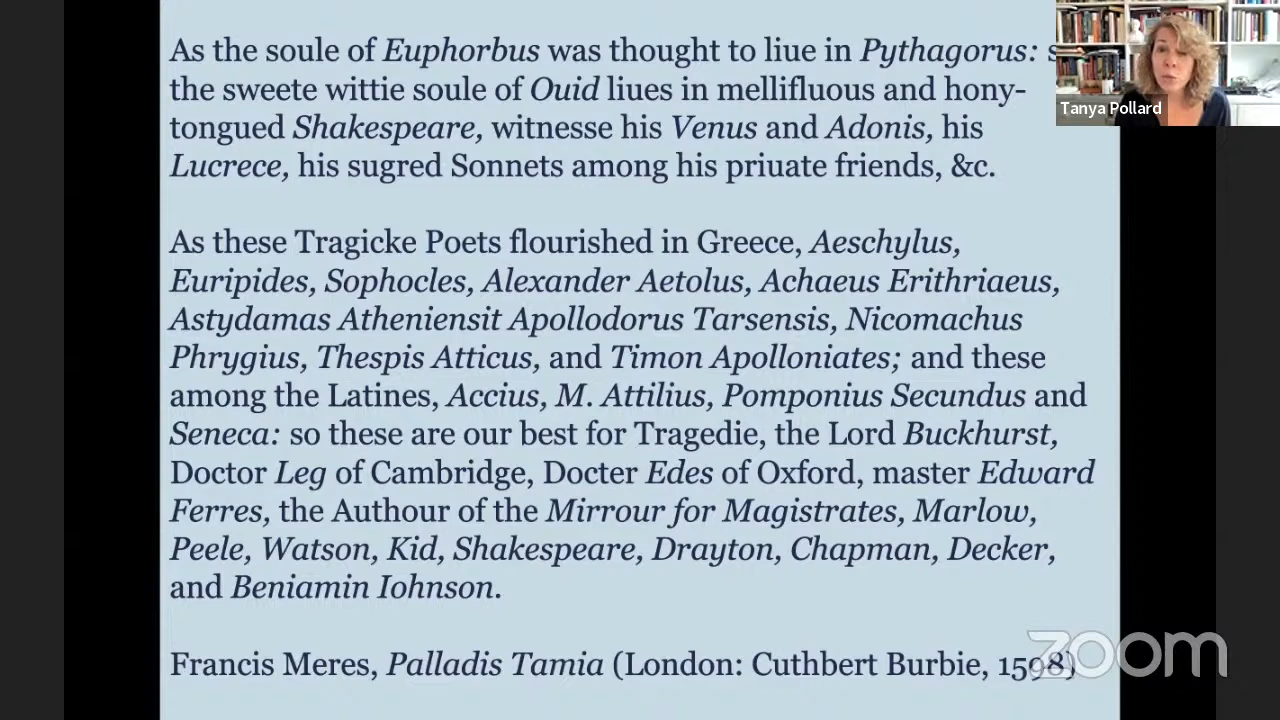 As the soule of Euphorbus was thought to liue in Pythagorus:
the sweete wittie soule of Ouid liues in mellifluous and hony-
tongued Shakespeare, witnesse his Venus and Adonis, his
Lucrece, his sugred Sonnets among his priuate friends, &c.
As these Tragicke Poets flourished in Greece, Aeschylus,
Euripides, Sophocles, Alexander Aetolus, Achaeus Erithriaeus,
Astydamas Atheniensit Apollodorus Tarsensis, Nicomachus
Phrygius, Thespis Atticus, and Timon Apolloniates; and these
among the Latines, Accius, M. Attilius, Pomponius Secundus and
Seneca: so these are our best for Tragedie, the Lord Buckhurst,
Doctor Leg of Cambridge, Docter Edes of Oxford, master Edward
Ferres, the Authour of the Mirrour for Magistrates, Marlow,
Peele, Watson, Kid, Shakespeare, Drayton, Chapman, Decker,
and Beniamin Iohnson.
Francis Meres, Palladis Tamia (London: Cuthbert Burbie, 1598)
Tanya Pollard
zoom